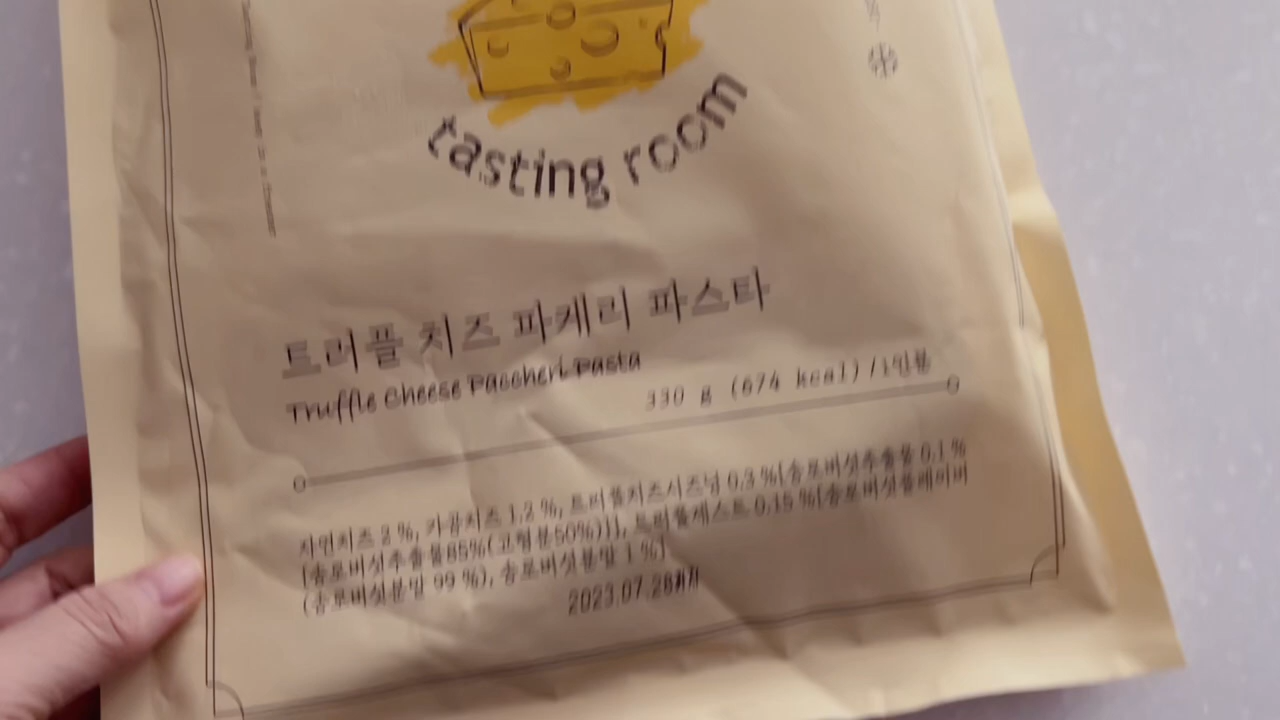 tasting room
트러플 치즈 파케리 파스타
Truffle Cheese Paccheri Pasta
330 g (674 kcal) /1인분
자연치즈 2 %, 가공치즈 1.2 %, 트러플치즈시즈닝 0.3 %[송로버섯추출물 0.1 %
[송로버섯추출물85%(고형분50%)]], 트러플페스트 0.15 %[송로버섯플레이버
(송로버섯분말 99 %), 송로버섯분말 1 %]
2023.07.28까지